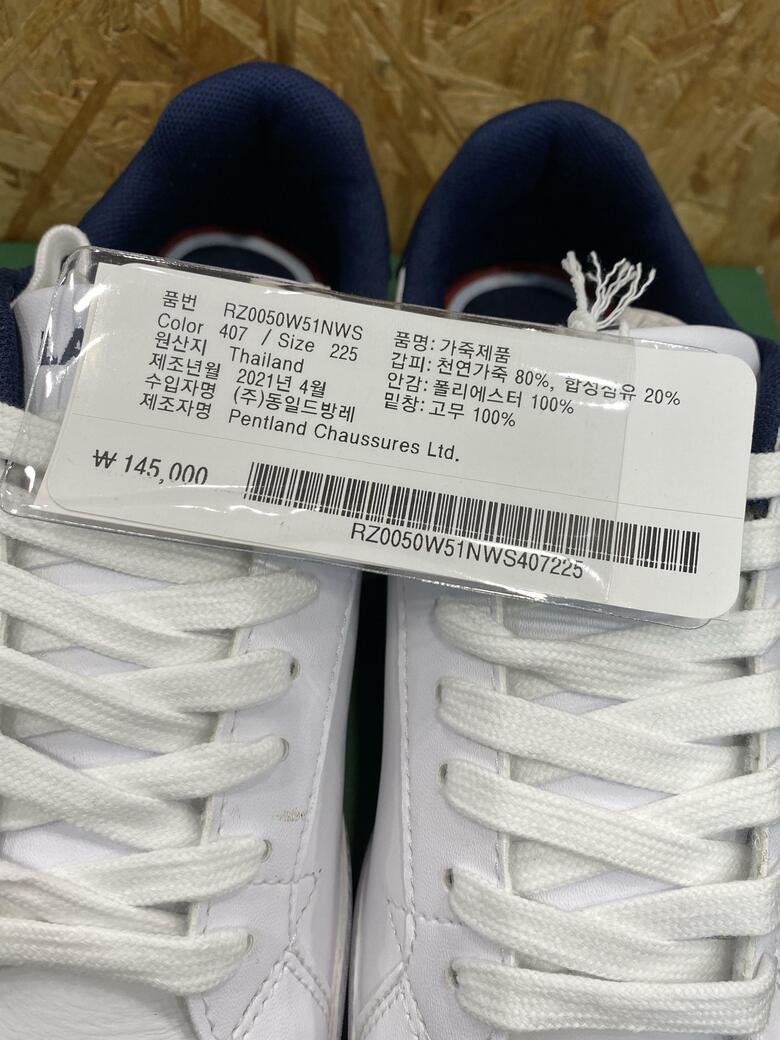 품번 RZ0050W51NWS
Color 407 / Size 225
원산지 Thailand
제조년월 2021년 4월
수입자명 (주)동일드방레
제조자명 Pentland Chaussures Ltd.
품명: 가죽제품
갑피: 천연가죽 80%, 합성섬유 20%
안감: 폴리에스터 100%
밑창: 고무 100%
₩ 145,000
RZ0050W51NWS407225